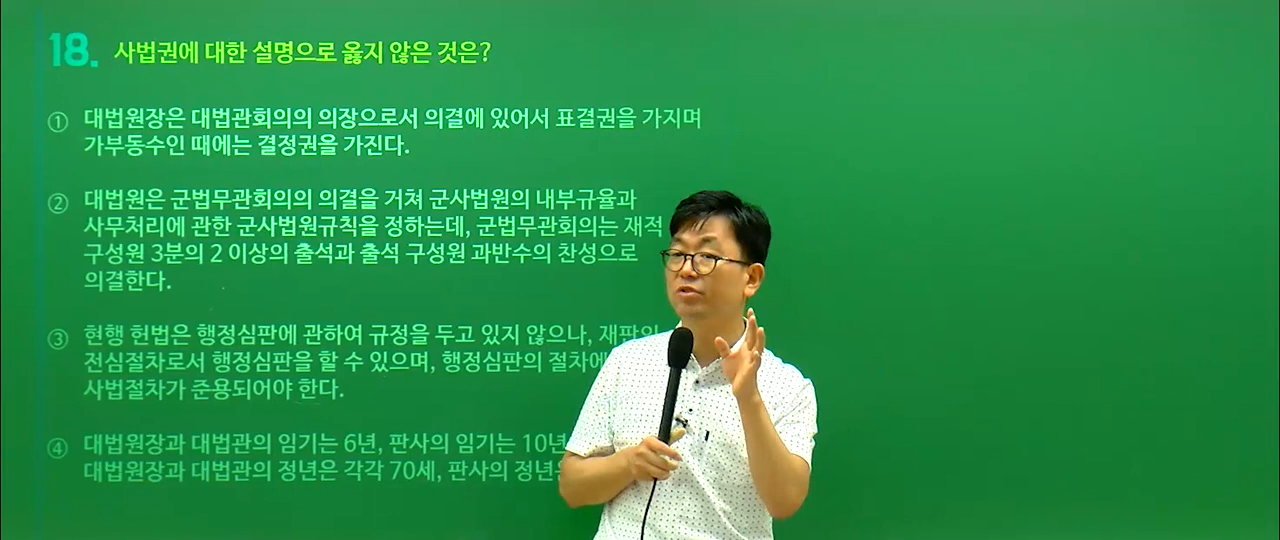 18. 사법권에 대한 설명으로 옳지 않은 것은?
① 대법원장은 대법관회의의 의장으로서 의결에 있어서 표결권을 가지며
가부동수인 때에는 결정권을 가진다.
② 대법원은 군법무관회의의 의결을 거쳐 군사법원의 내부규율과
사무처리에 관한 군사법원규칙을 정하는데, 군법무관회의는 재적
구성원 3분의 2 이상의 출석과 출석 구성원 과반수의 찬성으로
의결한다.
③ 현행 헌법은 행정심판에 관하여 규정을 두고 있지 않으나, 재판의
전심절차로서 행정심판을 할 수 있으며, 행정심판의 절차에
사법절차가 준용되어야 한다.
④ 대법원장과 대법관의 임기는 6년, 판사의 임기는 10년
대법원장과 대법관의 정년은 각각 70세, 판사의 정년은